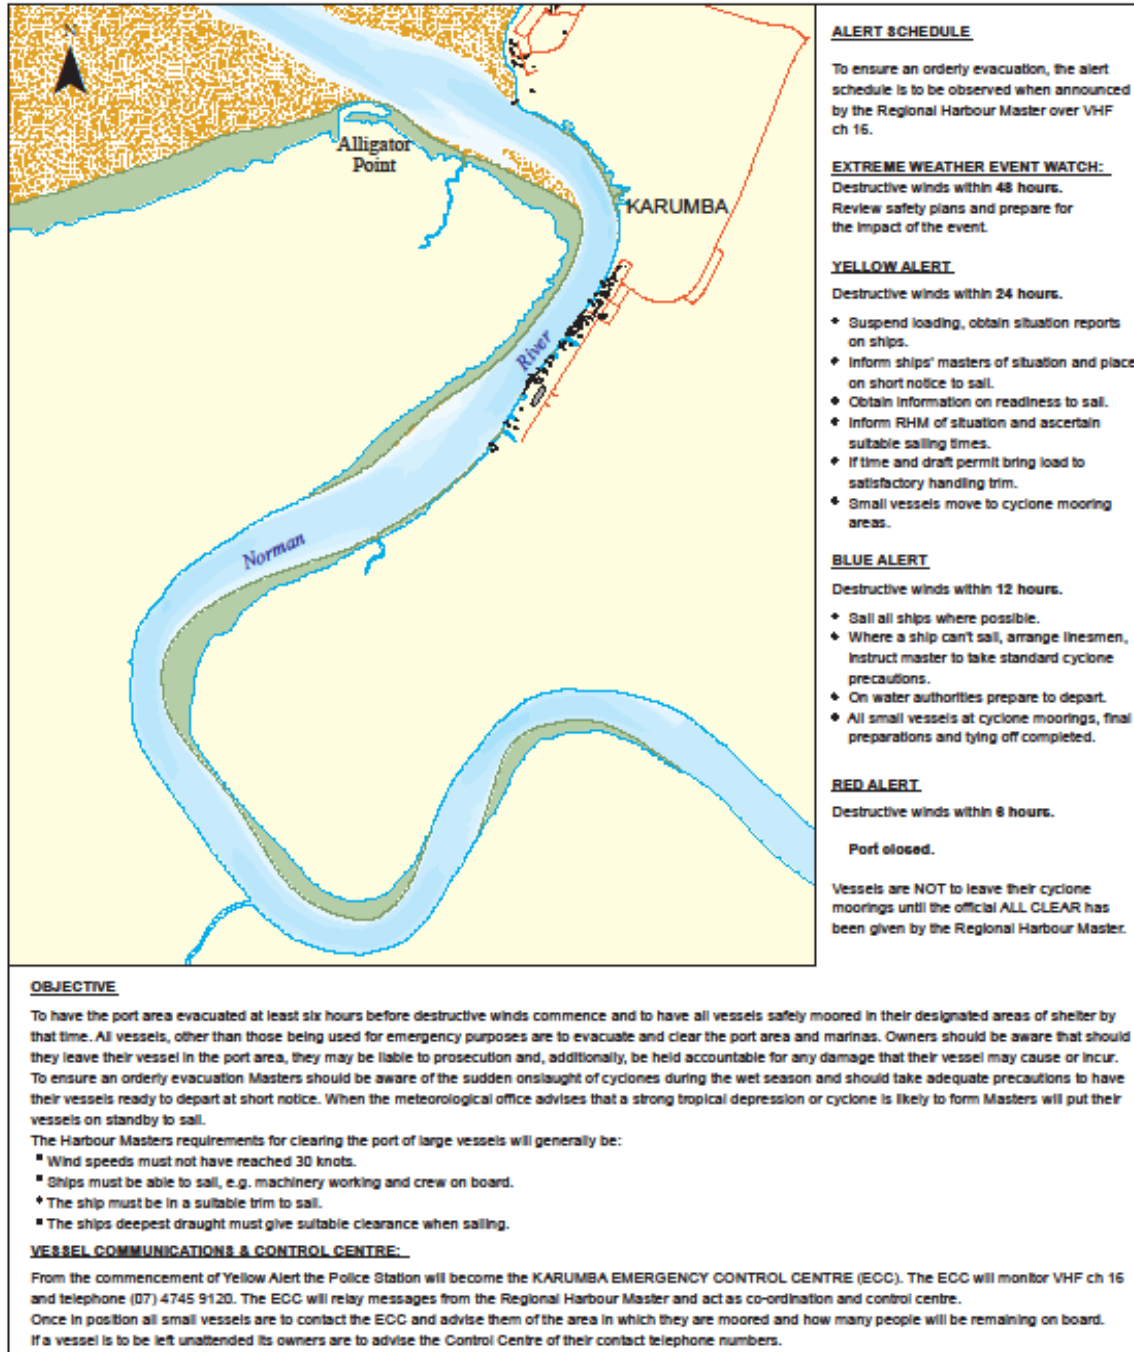 N
Alligator
Point
KARUMBA
River
Norman
ALERT SCHEDULE
To ensure an orderly evacuation, the alert
schedule is to be observed when announced
by the Regional Harbour Master over VHF
ch 16.
EXTREME WEATHER EVENT WATCH:
Destructive winds within 48 hours.
Review safety plans and prepare for
the impact of the event.
YELLOW ALERT
Destructive winds within 24 hours.
• Suspend loading, obtain situation reports
on ships.
• Inform ships' masters of situation and place
on short notice to sail.
• Obtain information on readiness to sail.
• Inform RHM of situation and ascertain
suitable sailing times.
• If time and draft permit bring load to
satisfactory handling trim.
• Small vessels move to cyclone mooring
areas.
BLUE ALERT
Destructive winds within 12 hours.
• Sail all ships where possible.
• Where a ship can't sail, arrange linesmen,
instruct master to take standard cyclone
precautions.
• On water authorities prepare to depart.
• All small vessels at cyclone moorings, final
preparations and tying off completed.
RED ALERT
Destructive winds within 6 hours.
Port closed.
Vessels are NOT to leave their cyclone
moorings until the official ALL CLEAR has
been given by the Regional Harbour Master.
OBJECTIVE
To have the port area evacuated at least six hours before destructive winds commence and to have all vessels safely moored in their designated areas of shelter by
that time. All vessels, other than those being used for emergency purposes are to evacuate and clear the port area and marinas. Owners should be aware that should
they leave their vessel in the port area, they may be liable to prosecution and, additionally, be held accountable for any damage that their vessel may cause or incur.
To ensure an orderly evacuation Masters should be aware of the sudden onslaught of cyclones during the wet season and should take adequate precautions to have
their vessels ready to depart at short notice. When the meteorological office advises that a strong tropical depression or cyclone is likely to form Masters will put their
vessels on standby to sail.
The Harbour Masters requirements for clearing the port of large vessels will generally be:
▪ Wind speeds must not have reached 30 knots.
▪ Ships must be able to sail, e.g. machinery working and crew on board.
• The ship must be in a suitable trim to sail.
▪ The ships deepest draught must give suitable clearance when sailing.
VESSEL COMMUNICATIONS & CONTROL CENTRE:
From the commencement of Yellow Alert the Police Station will become the KARUMBA EMERGENCY CONTROL CENTRE (ECC). The ECC will monitor VHF ch 16
and telephone (07) 4745 9120. The ECC will relay messages from the Regional Harbour Master and act as co-ordination and control centre.
Once in position all small vessels are to contact the ECC and advise them of the area in which they are moored and how many people will be remaining on board.
If a vessel is to be left unattended its owners are to advise the Control Centre of their contact telephone numbers.